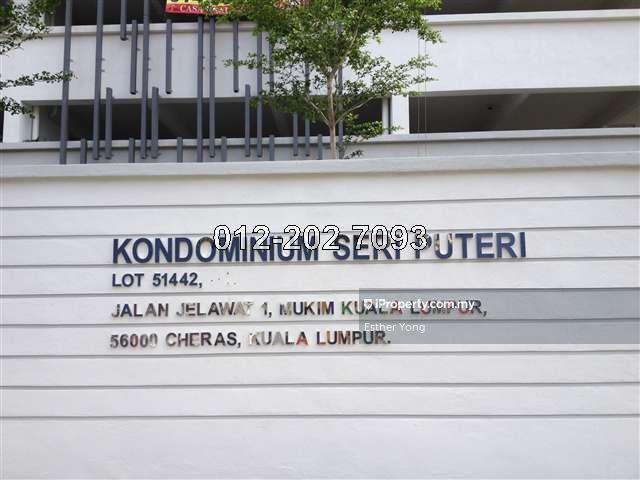 CASA
KONDOMINIUM SERI PUTERI
012-202 7093
LOT 51442,
JALAN JELAWAT 1, MUKIM KUALA LUMPUR,
iProperty.com.my
Esther Yong
56000 CHERAS, KUALA LUMPUR.